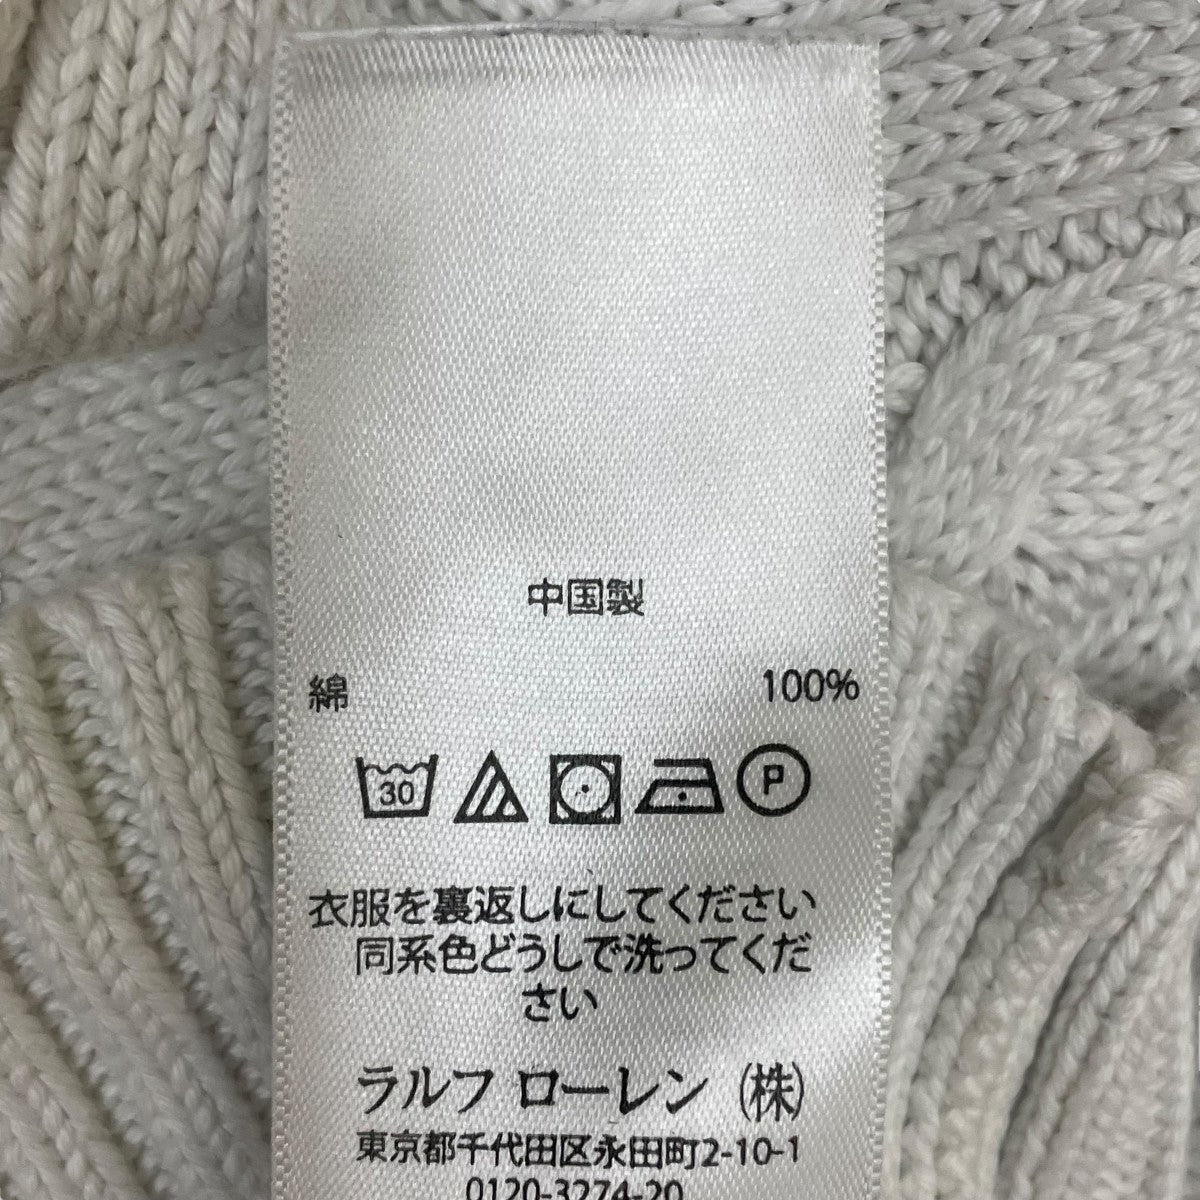 中国製
綿 100%
30 P
衣服を裏返しにしてください
同系色どうしで洗ってくだ
さい
ラルフ ローレン (株)
東京都千代田区永田町2-10-1
0120-3274-20